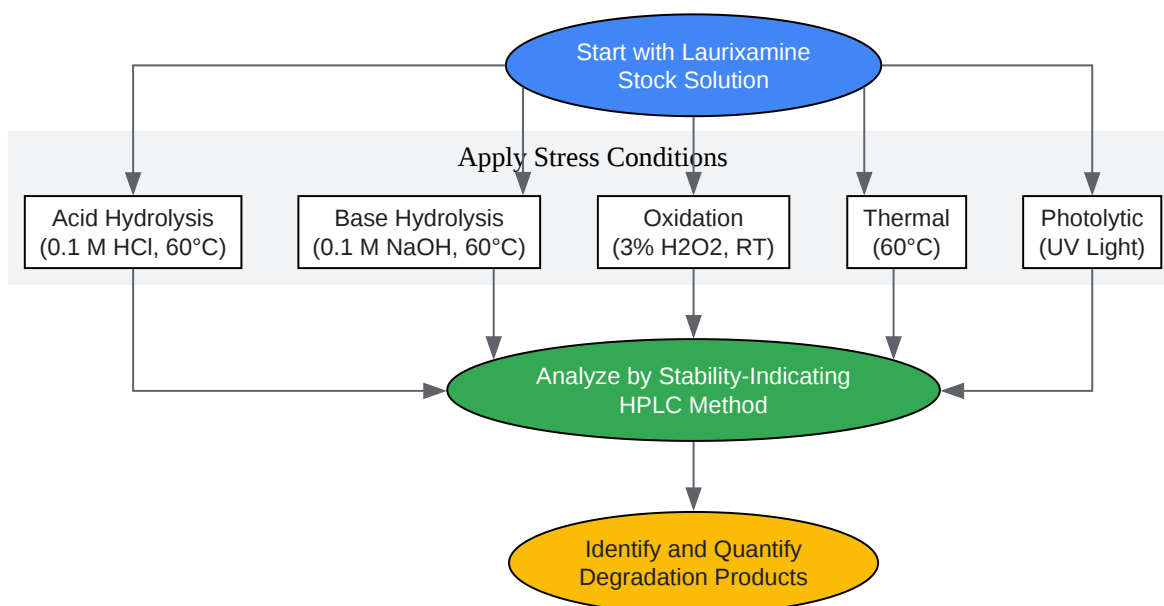 Start with Laurixamine
Stock Solution
Apply Stress Conditions
Acid Hydrolysis
(0.1 M HCl, 60°C)
Base Hydrolysis
(0.1 M NaOH, 60°C)
Oxidation
(3% H2O2, RT)
Thermal
(60°C)
Photolytic
(UV Light)
Analyze by Stability-Indicating
HPLC Method
Identify and Quantify
Degradation Products